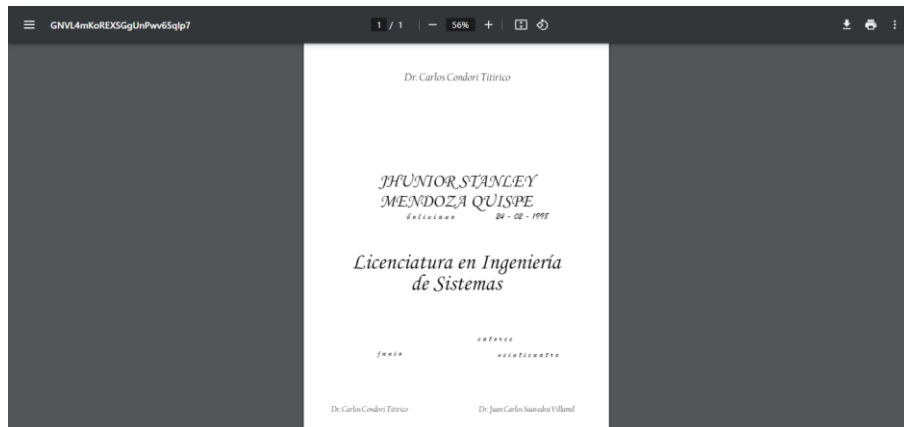 GNVL4mKoREXSGgUnPwv65qlp7 1 / 1 56%
Dr. Carlos Condori Titirico
JHUNIOR STANLEY
MENDOZA QUISPE
boliviano 24 - 02 - 1998
Licenciatura en Ingeniería
de Sistemas
catorce
junio veinticuatro
Dr. Carlos Condori Titirico Dr. Juan Carlos Saavedra Villamil